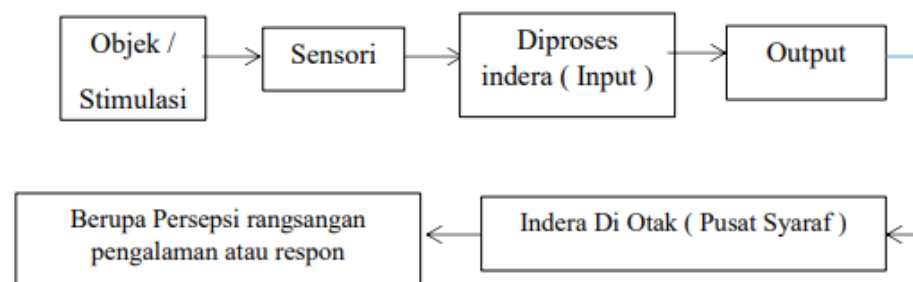 Objek /
Stimulasi
Sensori
Diproses
indera ( Input )
Output
Indera Di Otak ( Pusat Syaraf )
Berupa Persepsi rangsangan
pengalaman atau respon